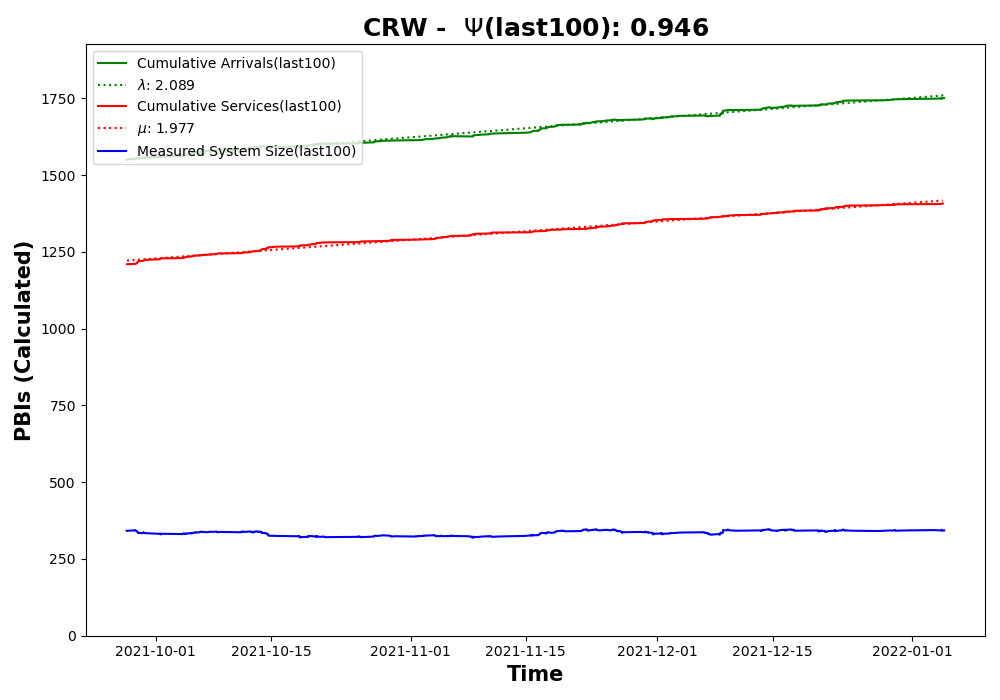 CRW - Ψ(last100): 0.946
Cumulative Arrivals(last100)
λ: 2.089
Cumulative Services(last100)
μ: 1.977
Measured System Size(last100)
PBIs (Calculated)
1750
1500
1250
1000
750
500
250
0
2021-10-01 2021-10-15 2021-11-01 2021-11-15 2021-12-01 2021-12-15 2022-01-01
Time